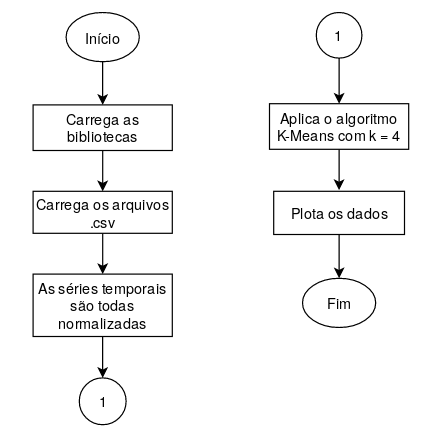 Início
Carrega as
bibliotecas
Carrega os arquivos
.csv
As séries temporais
são todas
normalizadas
1
1
Aplica o algoritmo
K-Means com k = 4
Plota os dados
Fim